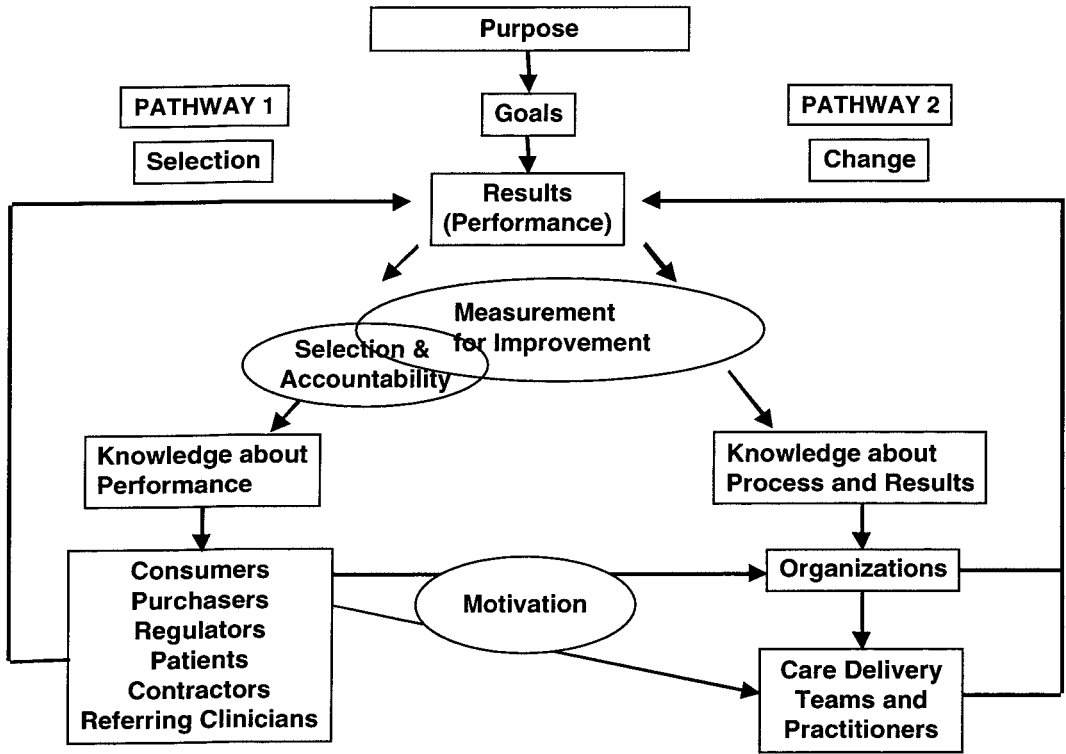 Purpose
PATHWAY 1
Goals
PATHWAY 2
Selection
Change
Results
(Performance)
Measurement
for Improvement
Selection &
Accountability
Knowledge about
Performance
Knowledge about
Process and Results
Consumers
Purchasers
Regulators
Patients
Contractors
Referring Clinicians
Motivation
Organizations
Care Delivery
Teams and
Practitioners